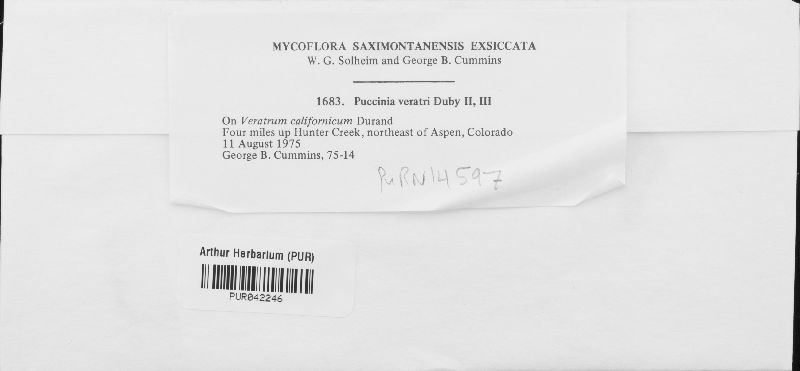 MYCOFLORA SAXIMONTANENSIS EXSICCATA
W. G. Solheim and George B. Cummins
1683. Puccinia veratri Duby II, III
On Veratrum californicum Durand
Four miles up Hunter Creek, northeast of Aspen, Colorado
11 August 1975
George B. Cummins, 75-14
PURN14597
Arthur Herbarium (PUR)
PUR042246